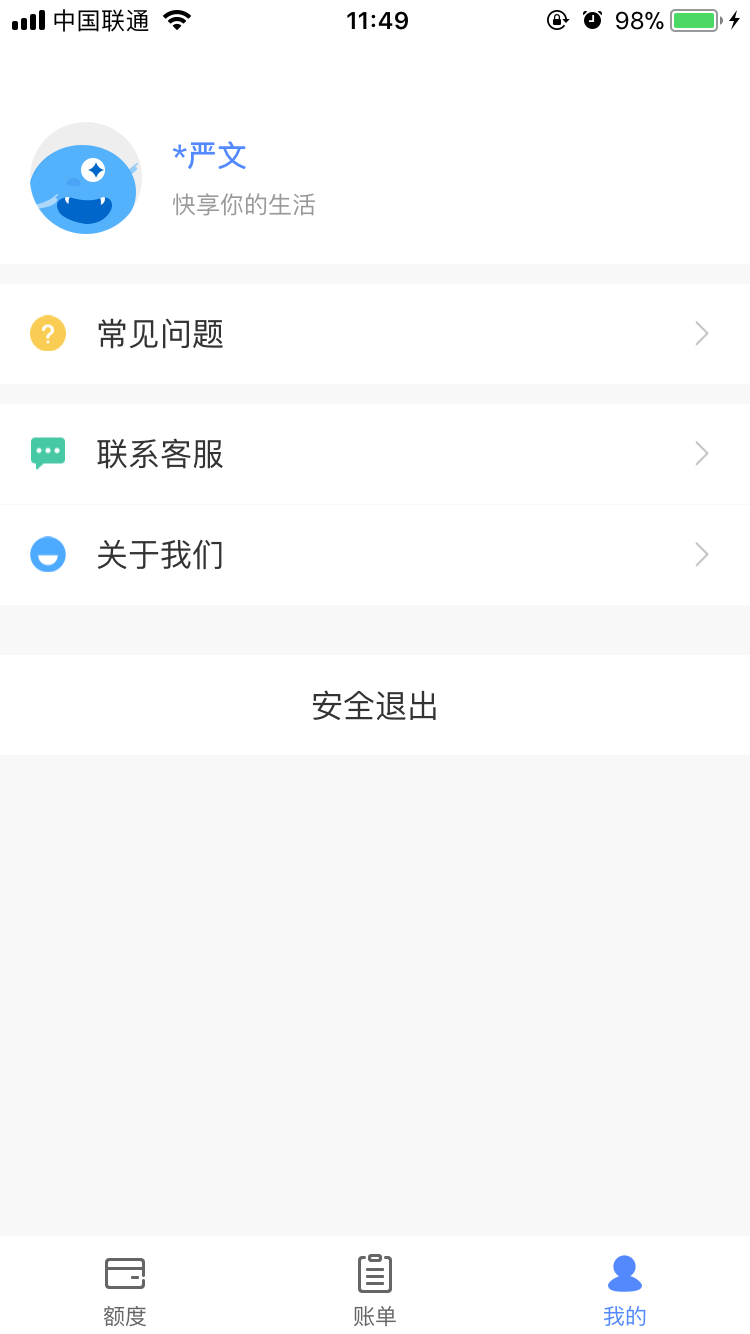 中国联通 11:49 98%
*严文
快享你的生活
常见问题
联系客服
关于我们
安全退出
额度 账单 我的